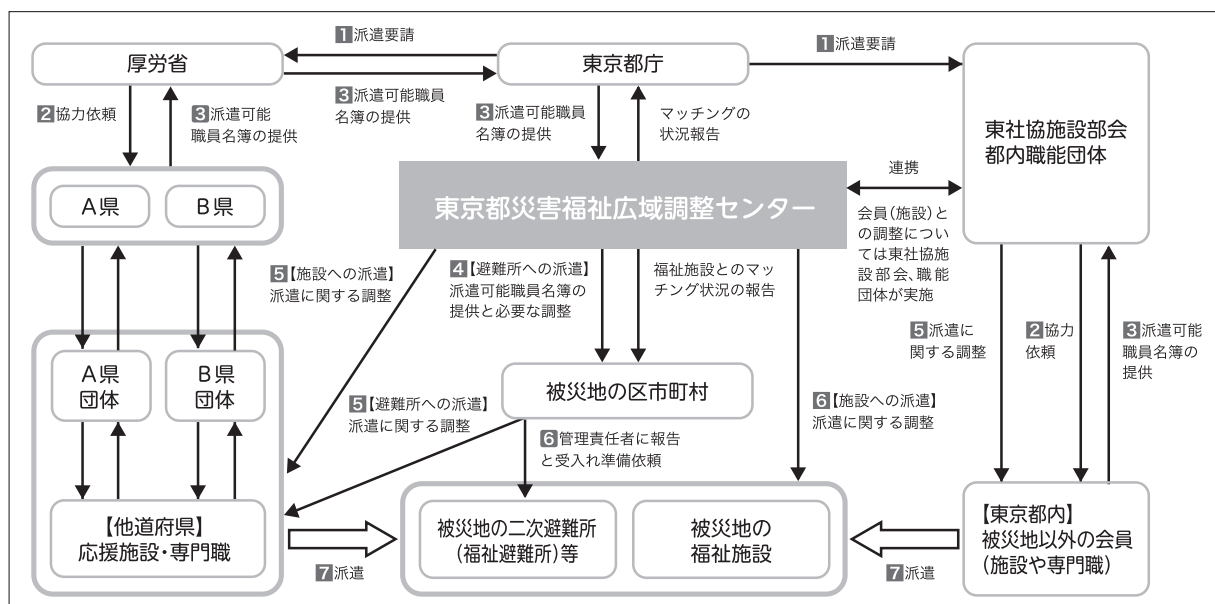 1派遣要請
1派遣要請
厚労省
東京都庁
3派遣可能職員
名簿の提供
2協力依頼
3派遣可能
職員名簿の提供
3派遣可能職員
名簿の提供
マッチングの
状況報告
東社協施設部会
都内職能団体
A県
B県
東京都災害福祉広域調整センター
連携
会員(施設)と
の調整につい
ては東社協施
設部会、職能
団体が実施
5【施設への派遣】
派遣に関する調整
4【避難所への派遣】
派遣可能職員名簿の
提供と必要な調整
福祉施設とのマッ
チング状況の報告
5派遣に
関する調整
2協力
依頼
3派遣可能
職員名簿の
提供
A県
団体
B県
団体
被災地の区市町村
5【避難所への派遣】
派遣に関する調整
6【施設への派遣】
派遣に関する調整
6管理責任者に報告
と受入れ準備依頼
【他道府県】
応援施設・専門職
被災地の二次避難所
(福祉避難所)等
被災地の
福祉施設
【東京都内】
被災地以外の会員
(施設や専門職)
7派遣
7派遣